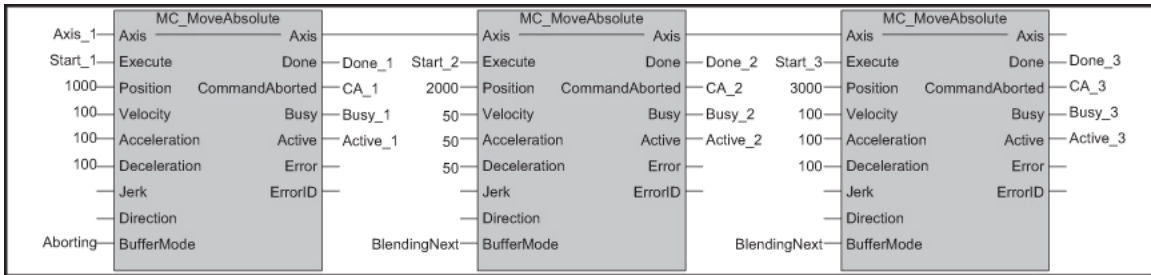 MC_MoveAbsolute MC_MoveAbsolute MC_MoveAbsolute
Axis_1 Axis Axis Axis Axis Axis Axis
Start_1 Execute Done Done_1 Start_2 Execute Done Done_2 Start_3 Execute Done Done_3
1000 Position CommandAborted CA_1 2000 Position CommandAborted CA_2 3000 Position CommandAborted CA_3
100 Velocity Busy Busy_1 50 Velocity Busy Busy_2 100 Velocity Busy Busy_3
100 Acceleration Active Active_1 50 Acceleration Active Active_2 100 Acceleration Active Active_3
100 Deceleration Error 50 Deceleration Error 100 Deceleration Error
Jerk ErrorID Jerk ErrorID Jerk ErrorID
Direction Direction Direction
Aborting BufferMode BlendingNext BufferMode BlendingNext BufferMode